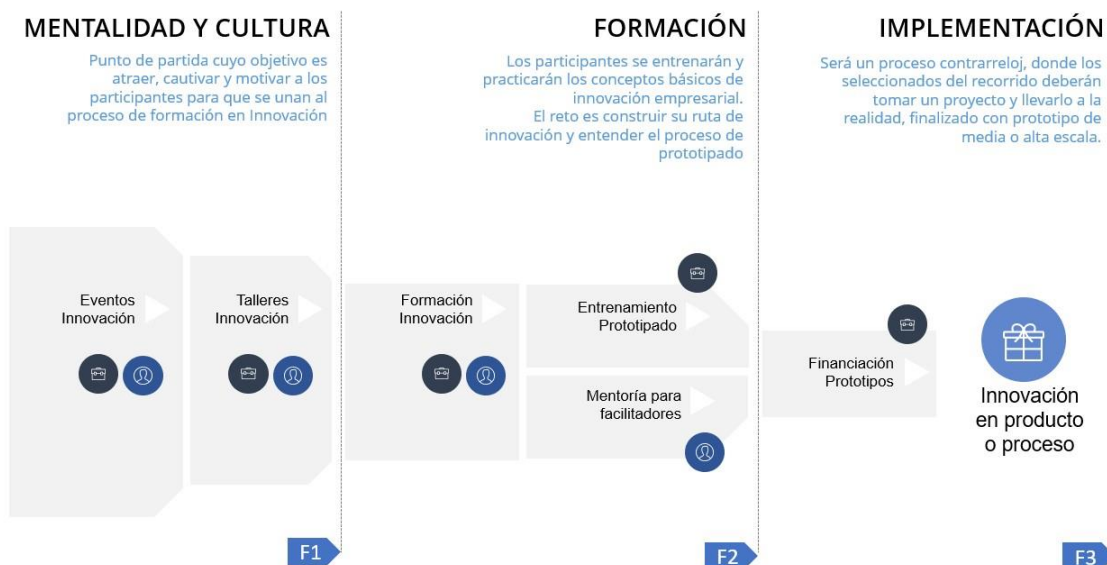 MENTALIDAD Y CULTURA
Punto de partida cuyo objetivo es
atraer, cautivar y motivar a los
participantes para que se unan al
proceso de formación en Innovación
FORMACIÓN
Los participantes se entrenarán y
practicarán los conceptos básicos de
innovación empresarial.
El reto es construir su ruta de
innovación y entender el proceso de
prototipado
IMPLEMENTACIÓN
Será un proceso contrarreloj, donde los
seleccionados del recorrido deberán
tomar un proyecto y llevarlo a la
realidad, finalizado con prototipo de
media o alta escala.
Eventos
Innovación
Talleres
Innovación
Formación
Innovación
Entrenamiento
Prototipado
Mentoría para
facilitadores
Financiación
Prototipos
Innovación
en producto
o proceso
F1
F2
F3